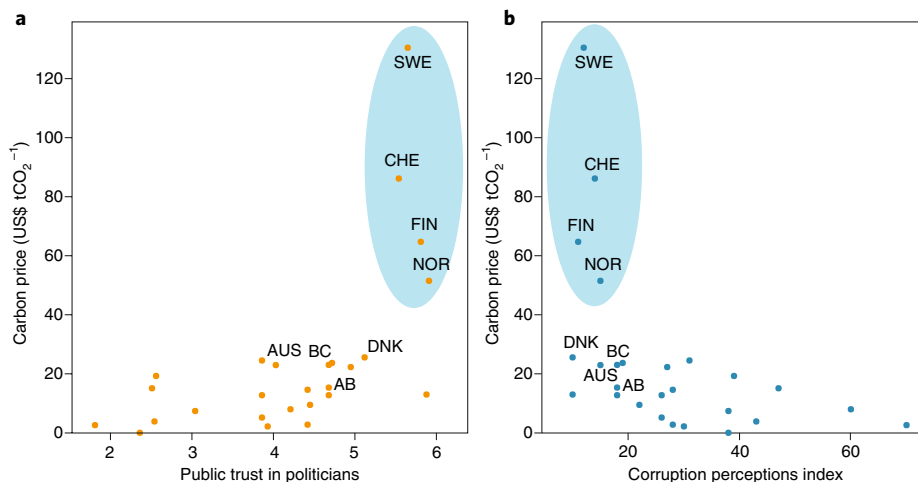 a
Carbon price (US$ tCO₂⁻¹)
120
100
80
60
40
20
0
SWE
CHE
FIN
NOR
AUS
BC
DNK
AB
2
3
4
5
6
Public trust in politicians
b
Carbon price (US$ tCO₂⁻¹)
120
100
80
60
40
20
0
SWE
CHE
FIN
NOR
DNK
BC
AUS
AB
20
40
60
Corruption perceptions index